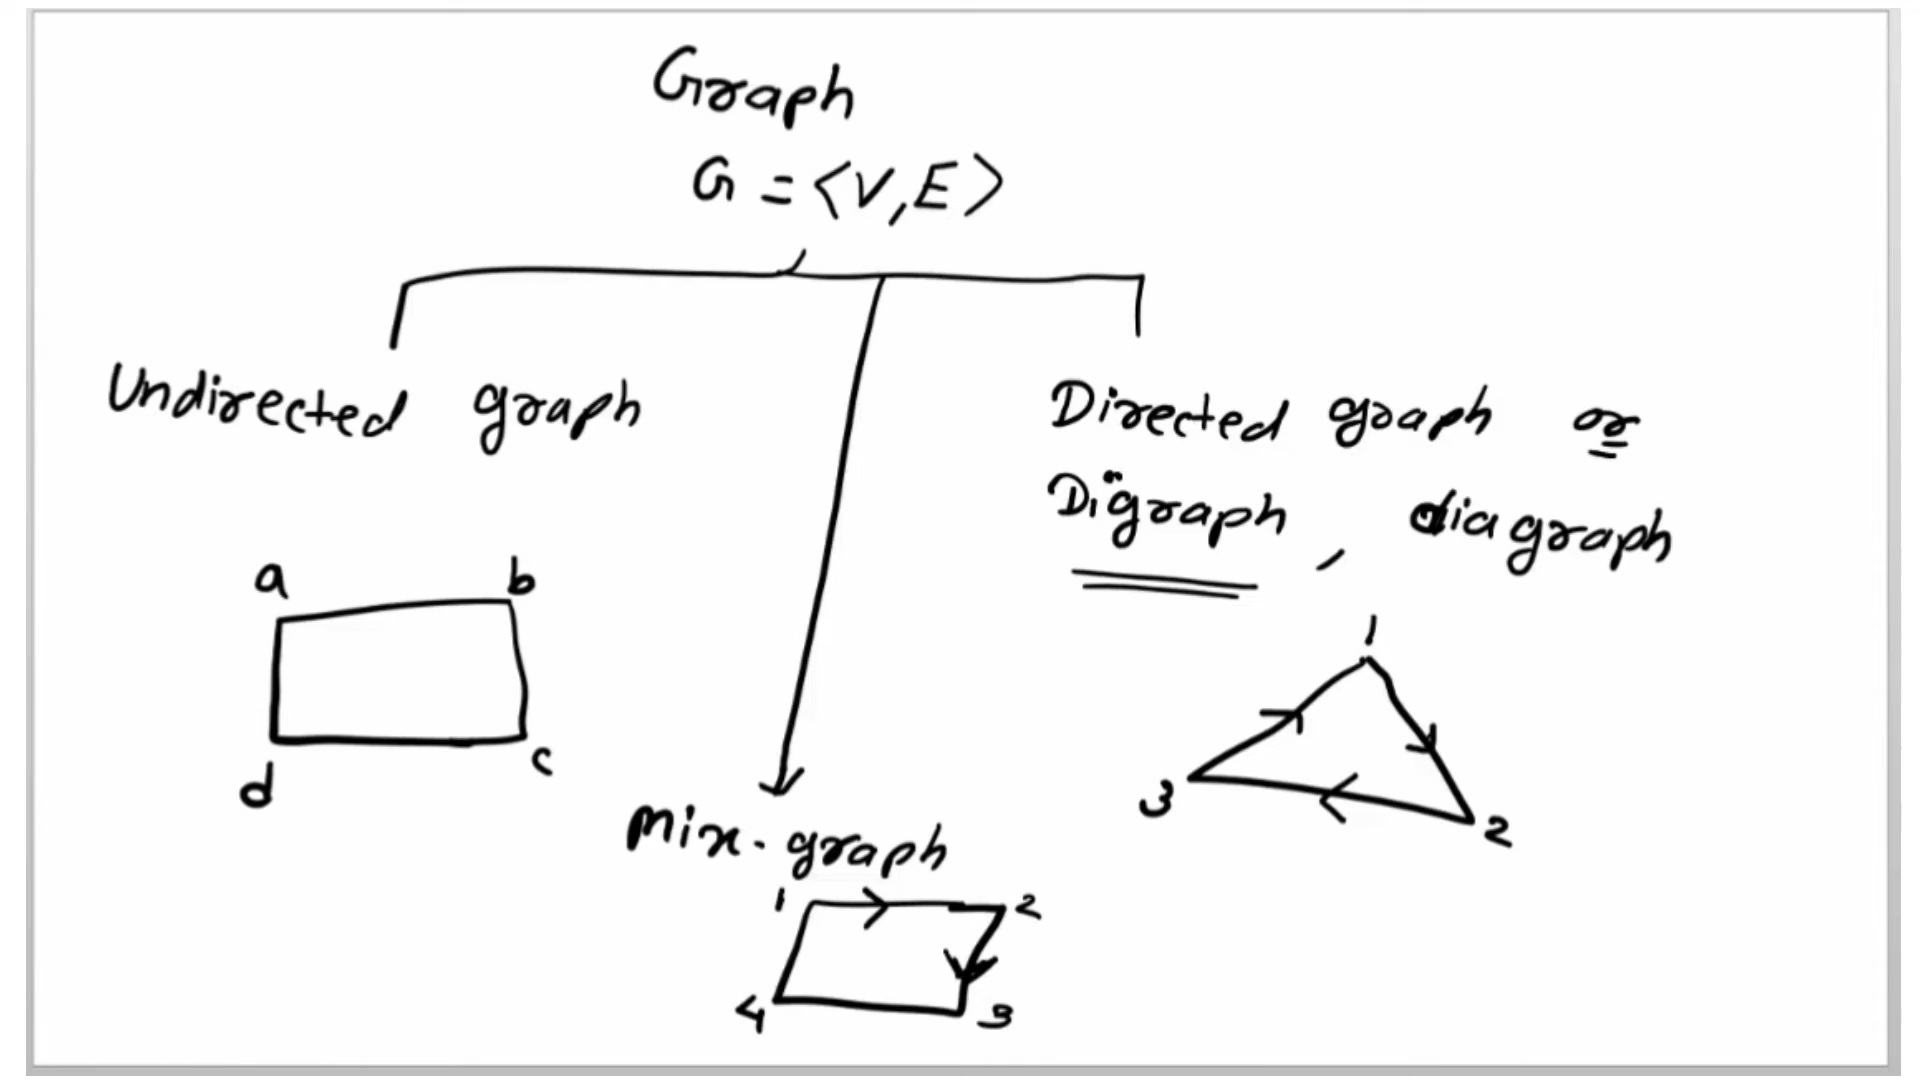 Graph
G = <V, E>
Undirected graph
Directed graph or
Digraph, diagraph
a b
d c
1
3 2
Mix-graph
1 2
4 3